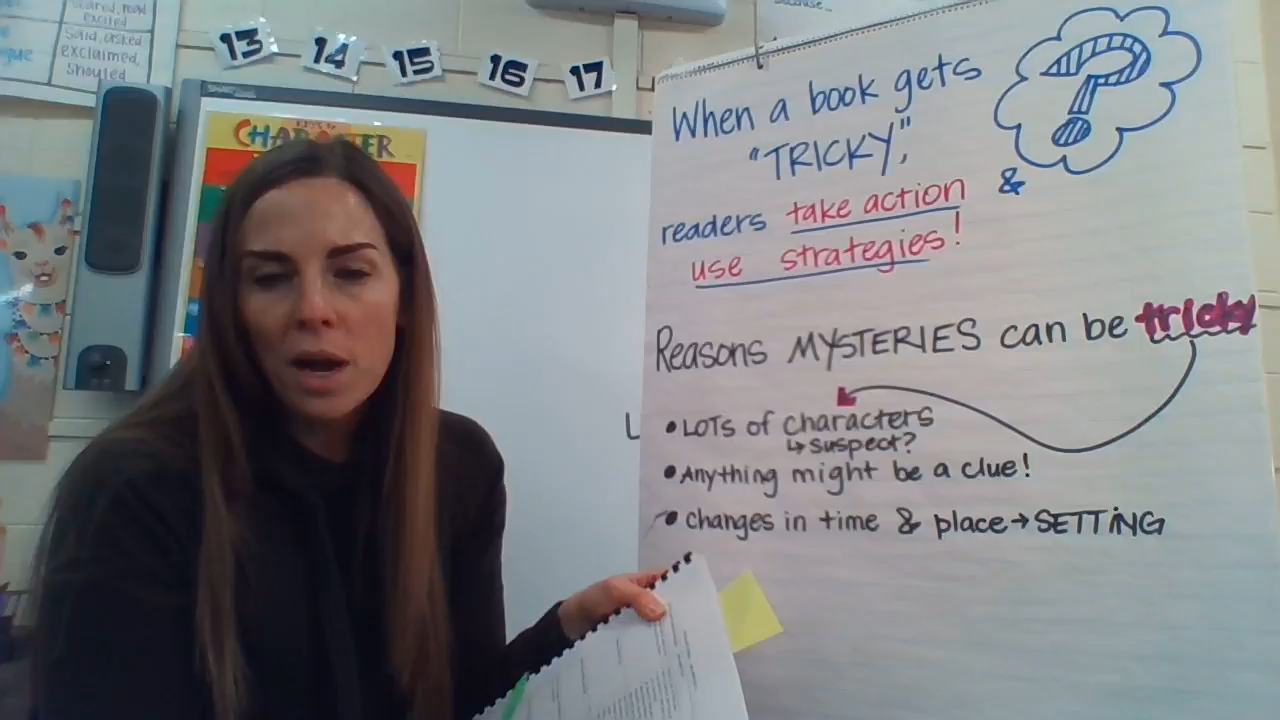 excited
said, asked
exclaimed,
shouted
13 14 15 16 17
CHARACTER
When a book gets
"TRICKY,"
readers take action &
use strategies!
?
Reasons MYSTERIES can be tricky
• LOTS of characters
↳ suspect?
• Anything might be a clue!
• changes in time & place → SETTING
L